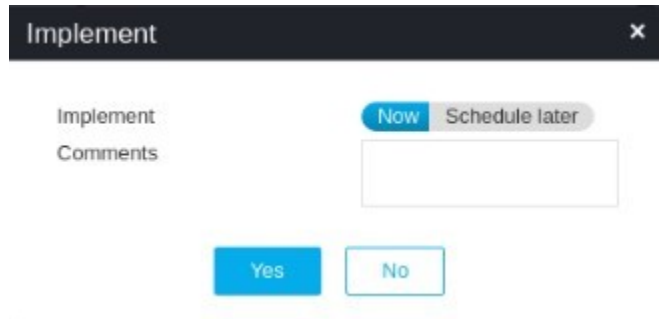 Implement ×
Implement Now Schedule later
Comments
Yes No